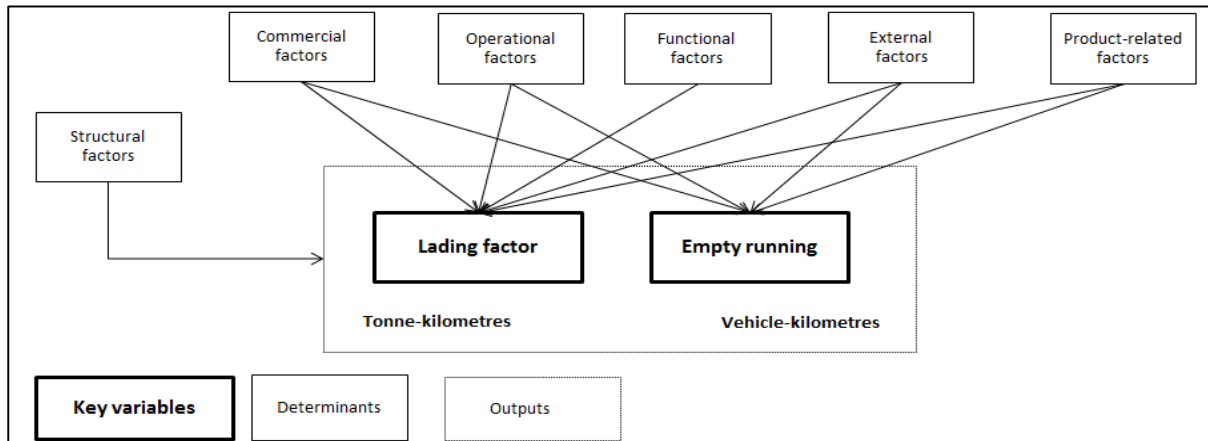 Commercial
factors
Operational
factors
Functional
factors
External
factors
Product-related
factors
Structural
factors
Lading factor
Empty running
Tonne-kilometres
Vehicle-kilometres
Key variables
Determinants
Outputs